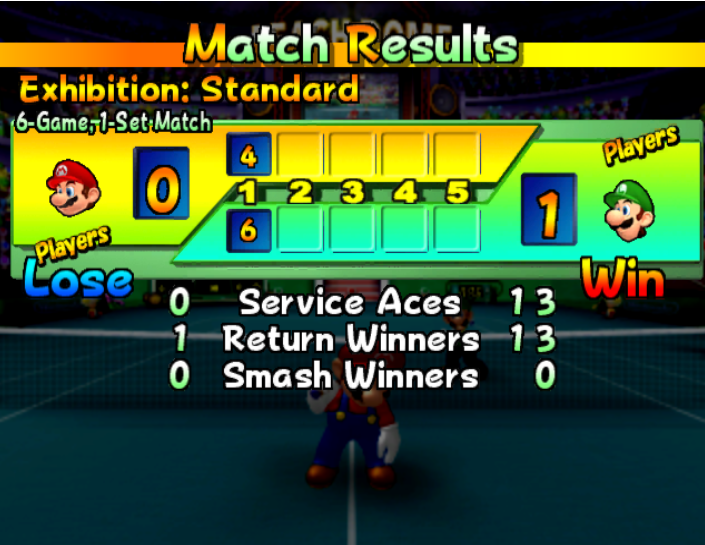 Match Results
Exhibition: Standard
6-Game, 1-Set Match
Players
0 4 1
1 2 3 4 5
6
Players
Lose Win
0 Service Aces 13
1 Return Winners 13
0 Smash Winners 0